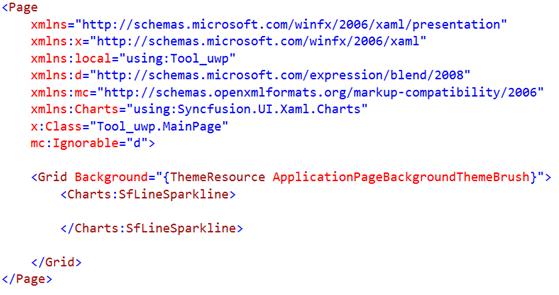 <Page
xmlns="http://schemas.microsoft.com/winfx/2006/xaml/presentation"
xmlns:x="http://schemas.microsoft.com/winfx/2006/xaml"
xmlns:local="using:Tool_uwp"
xmlns:d="http://schemas.microsoft.com/expression/blend/2008"
xmlns:mc="http://schemas.openxmlformats.org/markup-compatibility/2006"
xmlns:Charts="using:Syncfusion.UI.Xaml.Charts"
x:Class="Tool_uwp.MainPage"
mc:Ignorable="d">
<Grid Background="{ThemeResource ApplicationPageBackgroundThemeBrush}">
<Charts:SfLineSparkline>
</Charts:SfLineSparkline>
</Grid>
</Page>